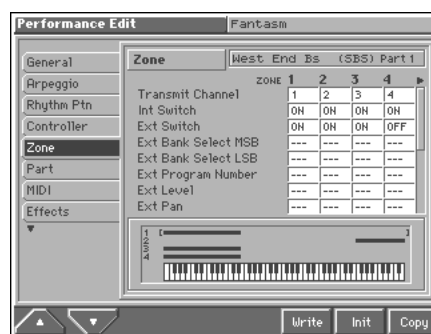 Performance Edit
Fantasm
General
Arpeggio
Rhythm Ptn
Controller
Zone
Part
MIDI
Effects
Zone
West End Bs (SBS) Part 1
ZONE 1 2 3 4
Transmit Channel 1 2 3 4
Int Switch ON ON ON ON
Ext Switch ON ON ON OFF
Ext Bank Select MSB --- --- --- ---
Ext Bank Select LSB --- --- --- ---
Ext Program Number --- --- --- ---
Ext Level --- --- --- ---
Ext Pan --- --- --- ---
1
2
3
4
Write
Init
Copy